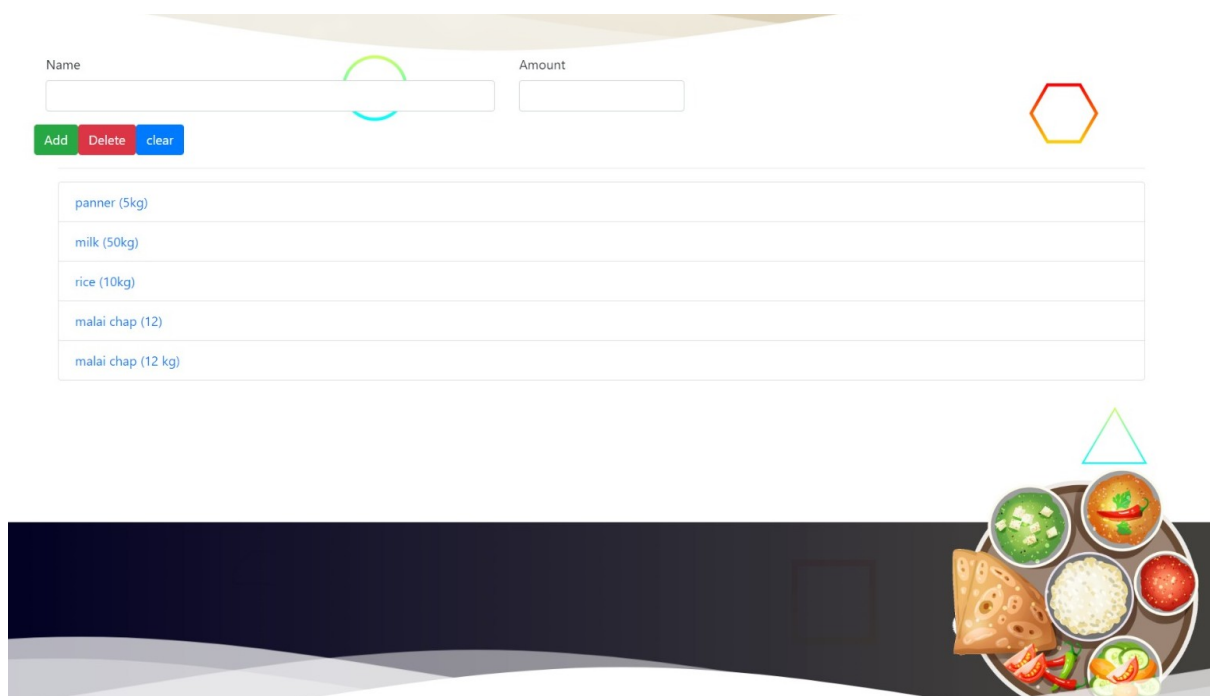 Name Amount
Add Delete clear
panner (5kg)
milk (50kg)
rice (10kg)
malai chap (12)
malai chap (12 kg)